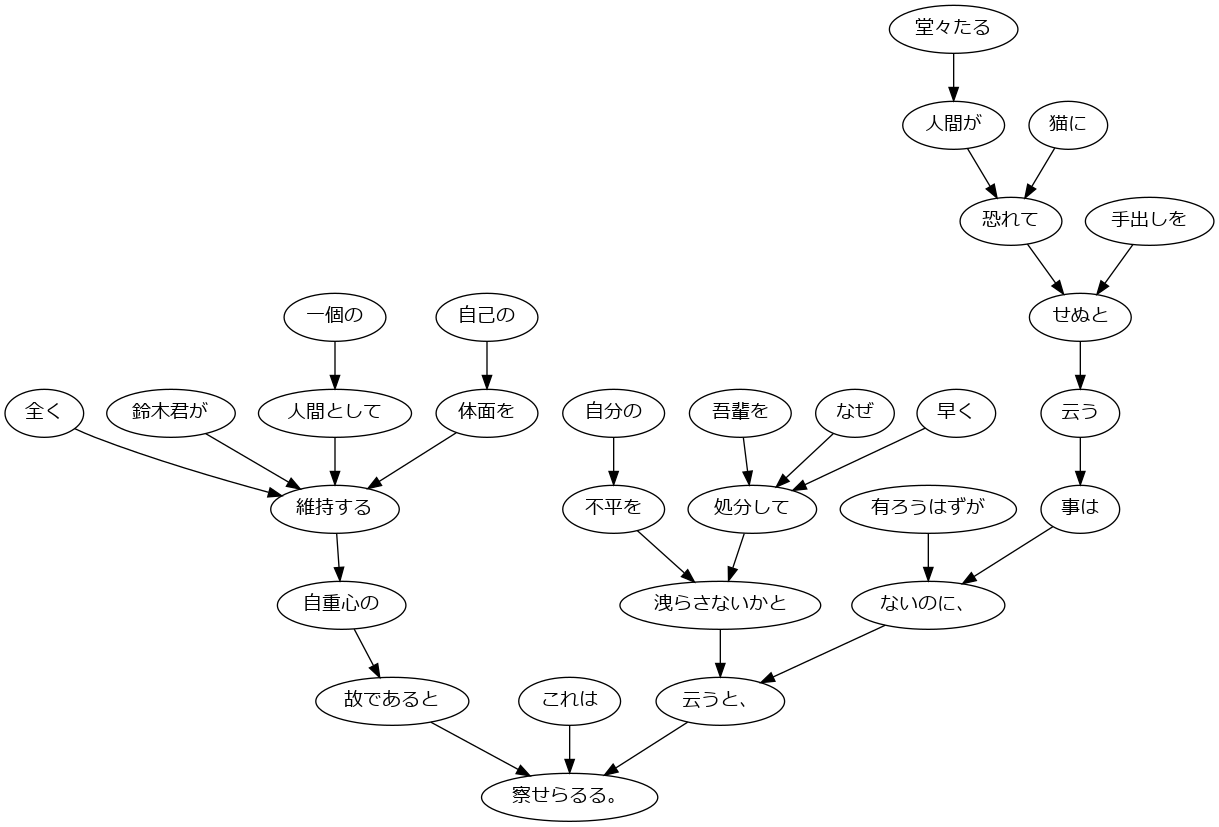 堂々たる
人間が
猫に
恐れて
手出しを
一個の
自己の
せぬと
全く
鈴木君が
人間として
体面を
自分の
吾輩を
なぜ
早く
云う
維持する
不平を
処分して
有ろうはずが
事は
自重心の
洩らさないかと
ないのに、
故であると
これは
云うと、
察せらるる。